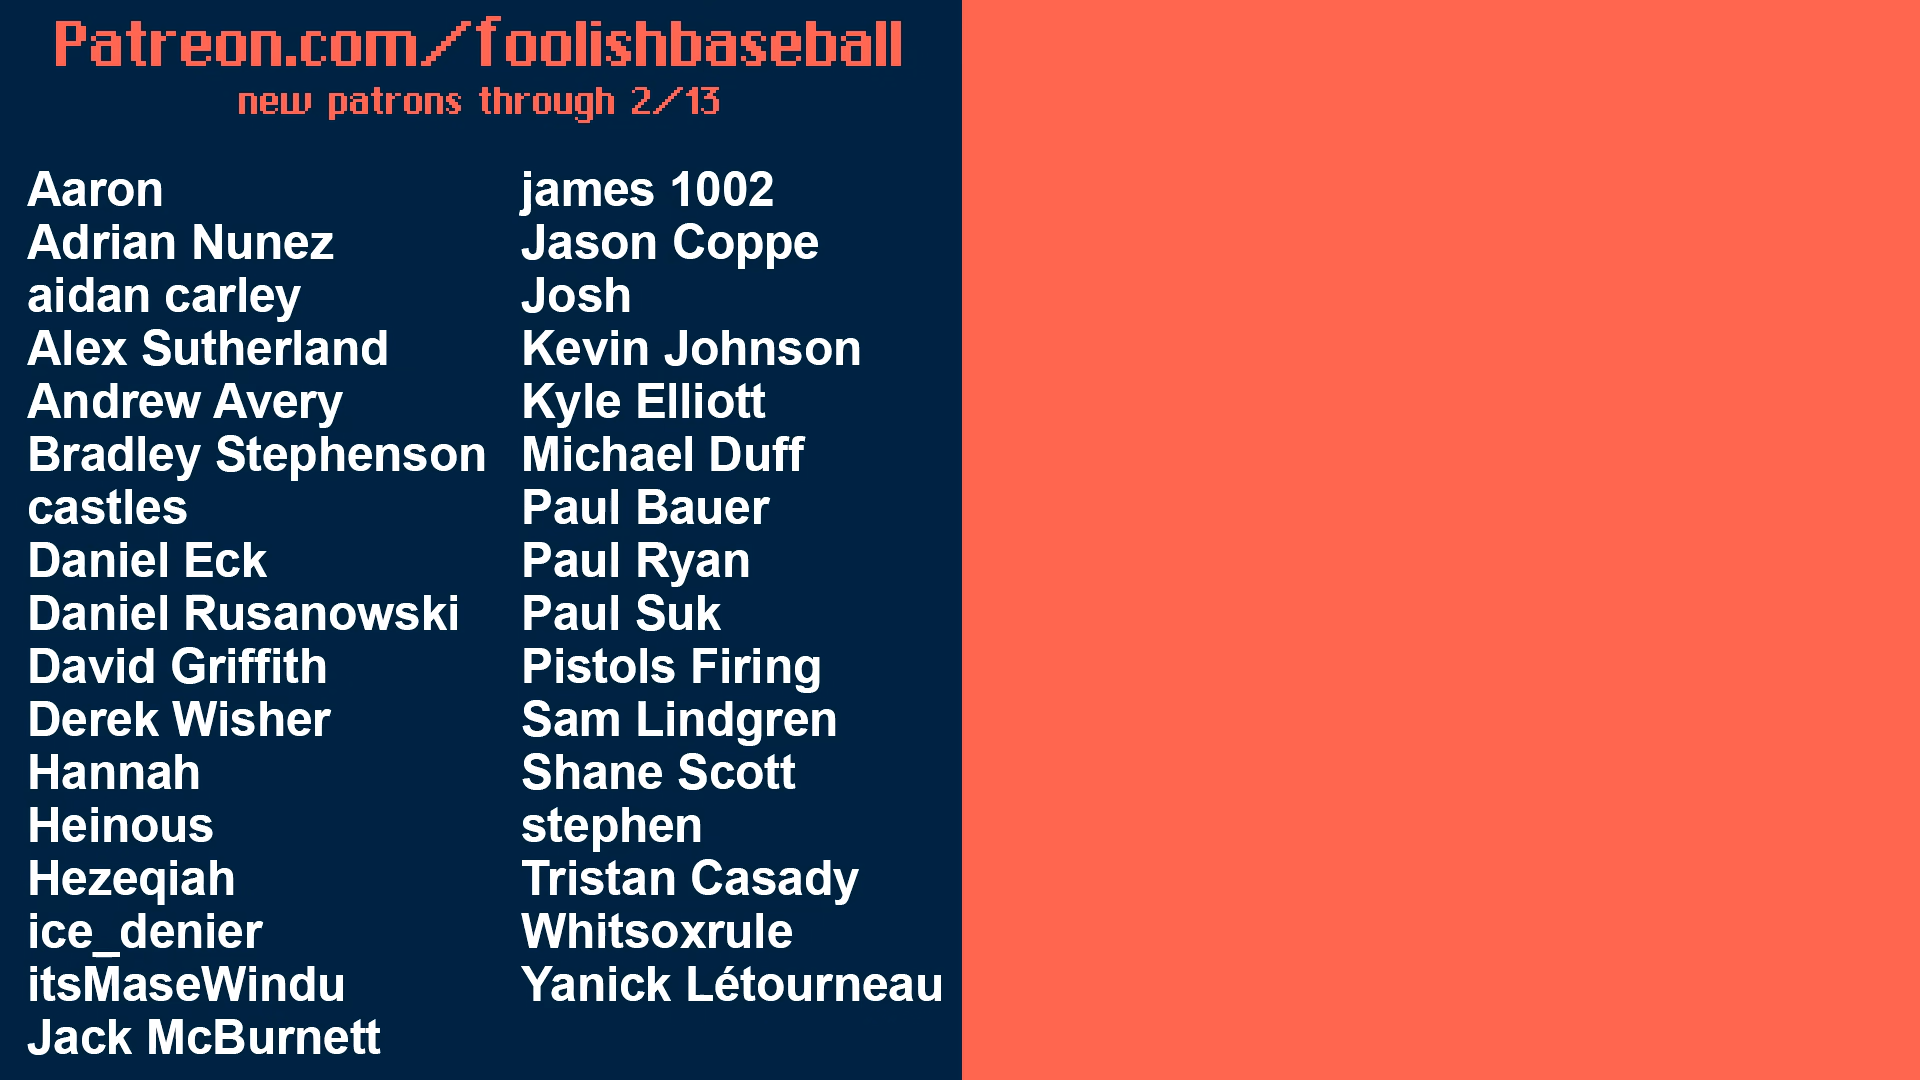 Patreon.com/foolishbaseball
new patrons through 2/13
Aaron
Adrian Nunez
aidan carley
Alex Sutherland
Andrew Avery
Bradley Stephenson
castles
Daniel Eck
Daniel Rusanowski
David Griffith
Derek Wisher
Hannah
Heinous
Hezeqiah
ice_denier
itsMaseWindu
Jack McBurnett
james 1002
Jason Coppe
Josh
Kevin Johnson
Kyle Elliott
Michael Duff
Paul Bauer
Paul Ryan
Paul Suk
Pistols Firing
Sam Lindgren
Shane Scott
stephen
Tristan Casady
Whitsoxrule
Yanick Létourneau